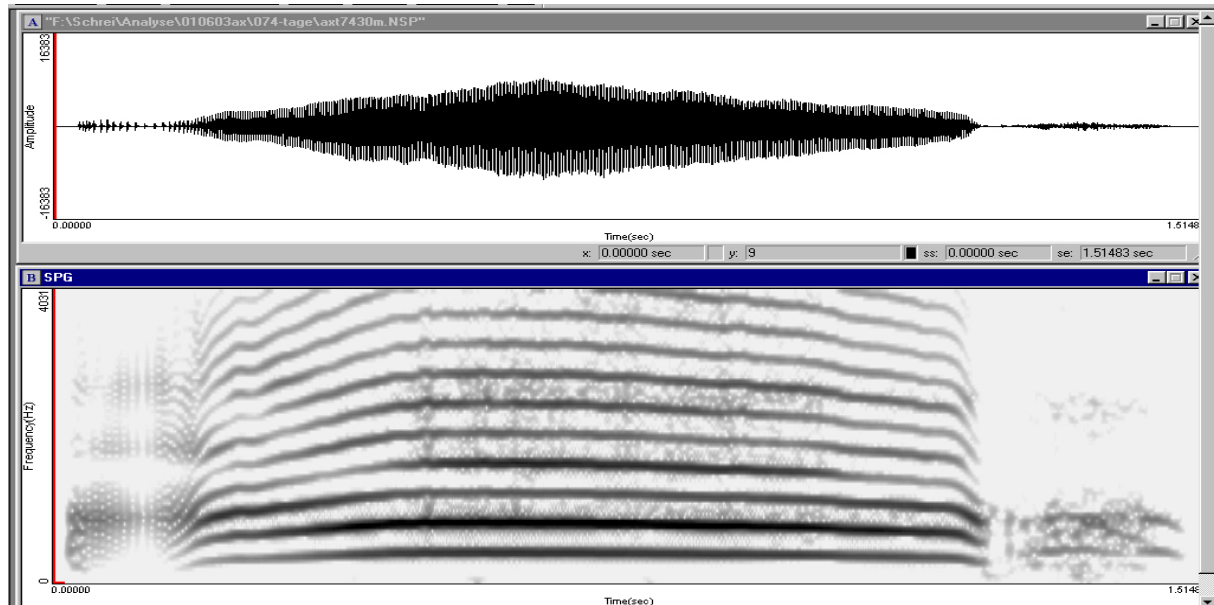 A "F:\Schrei\Analyse\010603ax\074-tage\axt7430m.NSP"
16383
Amplitude
-16383
0.00000
1.5148
Time(sec)
x: 0.00000 sec y: 9 ss: 0.00000 sec se: 1.51483 sec
B SPG
4031
Frequency(Hz)
0
0.00000
1.5148
Time(sec)